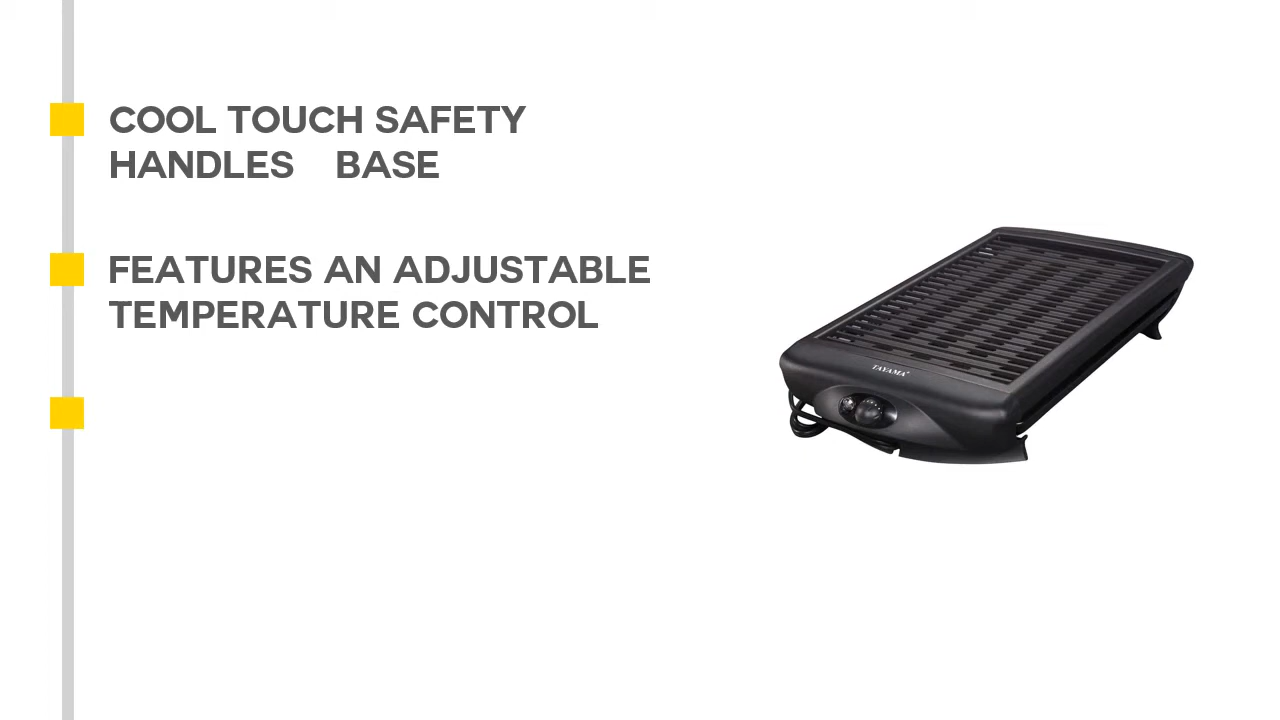 COOL TOUCH SAFETY
HANDLES    BASE
FEATURES AN ADJUSTABLE
TEMPERATURE CONTROL
TAYAMA